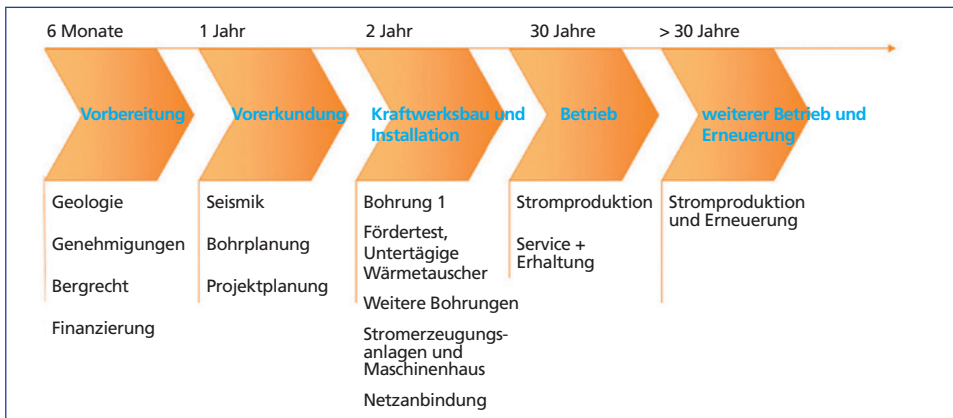 6 Monate
1 Jahr
2 Jahr
30 Jahre
> 30 Jahre
Vorbereitung
Vorerkundung
Kraftwerksbau und
Installation
Betrieb
weiterer Betrieb und
Erneuerung
Geologie
Genehmigungen
Bergrecht
Finanzierung
Seismik
Bohrplanung
Projektplanung
Bohrung 1
Fördertest,
Untertägige
Wärmetauscher
Weitere Bohrungen
Stromerzeugungs-
anlagen und
Maschinenhaus
Netzanbindung
Stromproduktion
Service +
Erhaltung
Stromproduktion
und Erneuerung